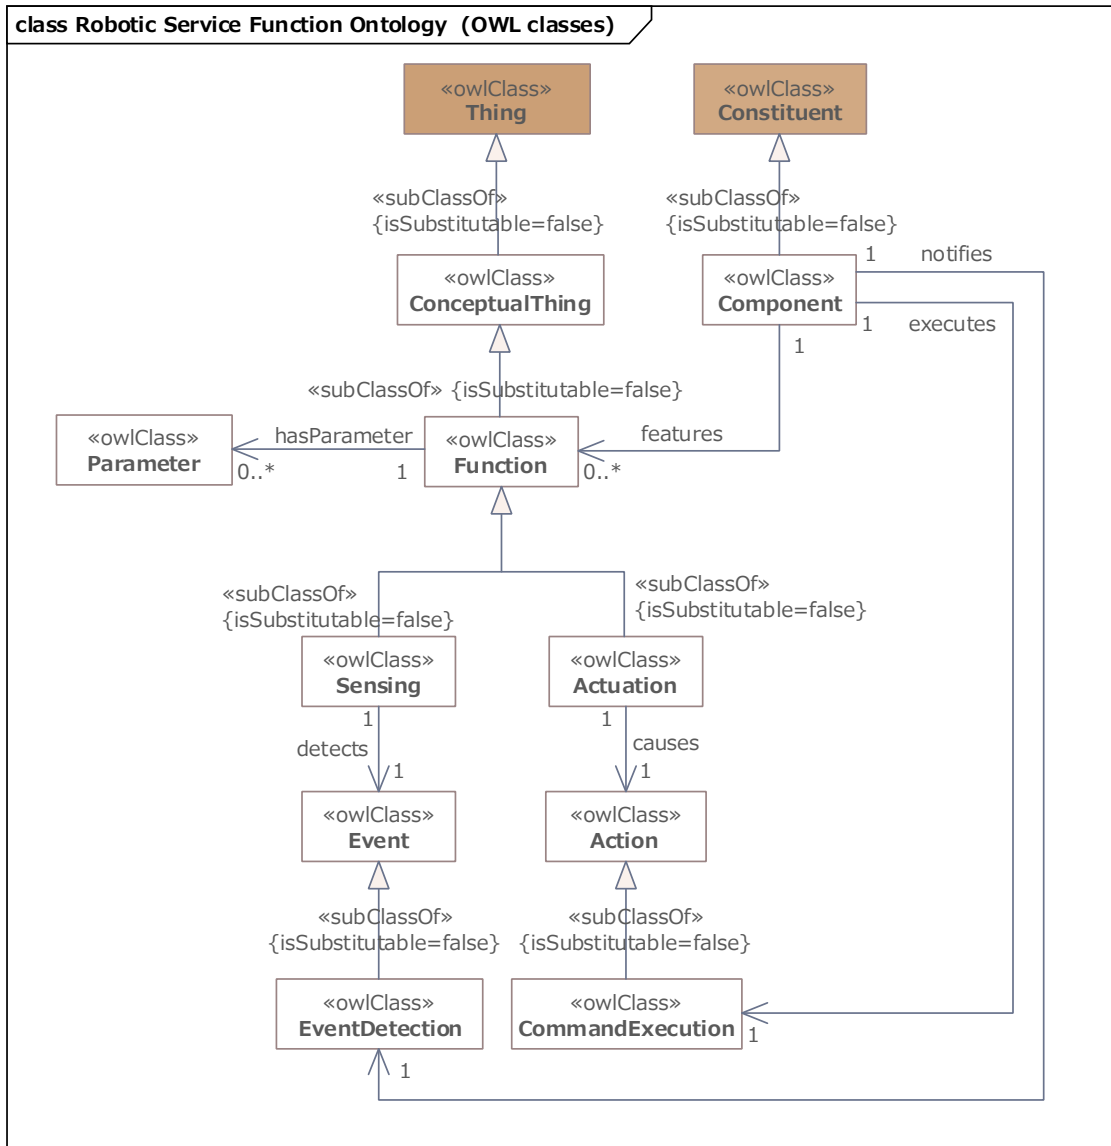 class Robotic Service Function Ontology (OWL classes)
«owlClass»
Thing
«owlClass»
Constituent
«subClassOf»
{isSubstitutable=false}
«subClassOf»
{isSubstitutable=false}
«owlClass»
ConceptualThing
«owlClass»
Component
1
notifies
1
executes
1
«subClassOf» {isSubstitutable=false}
«owlClass»
Parameter
hasParameter
0..*
1
«owlClass»
Function
features
0..*
«subClassOf»
{isSubstitutable=false}
«subClassOf»
{isSubstitutable=false}
«owlClass»
Sensing
«owlClass»
Actuation
1
detects
1
1
causes
1
«owlClass»
Event
«owlClass»
Action
«subClassOf»
{isSubstitutable=false}
«subClassOf»
{isSubstitutable=false}
«owlClass»
EventDetection
«owlClass»
CommandExecution
1
1